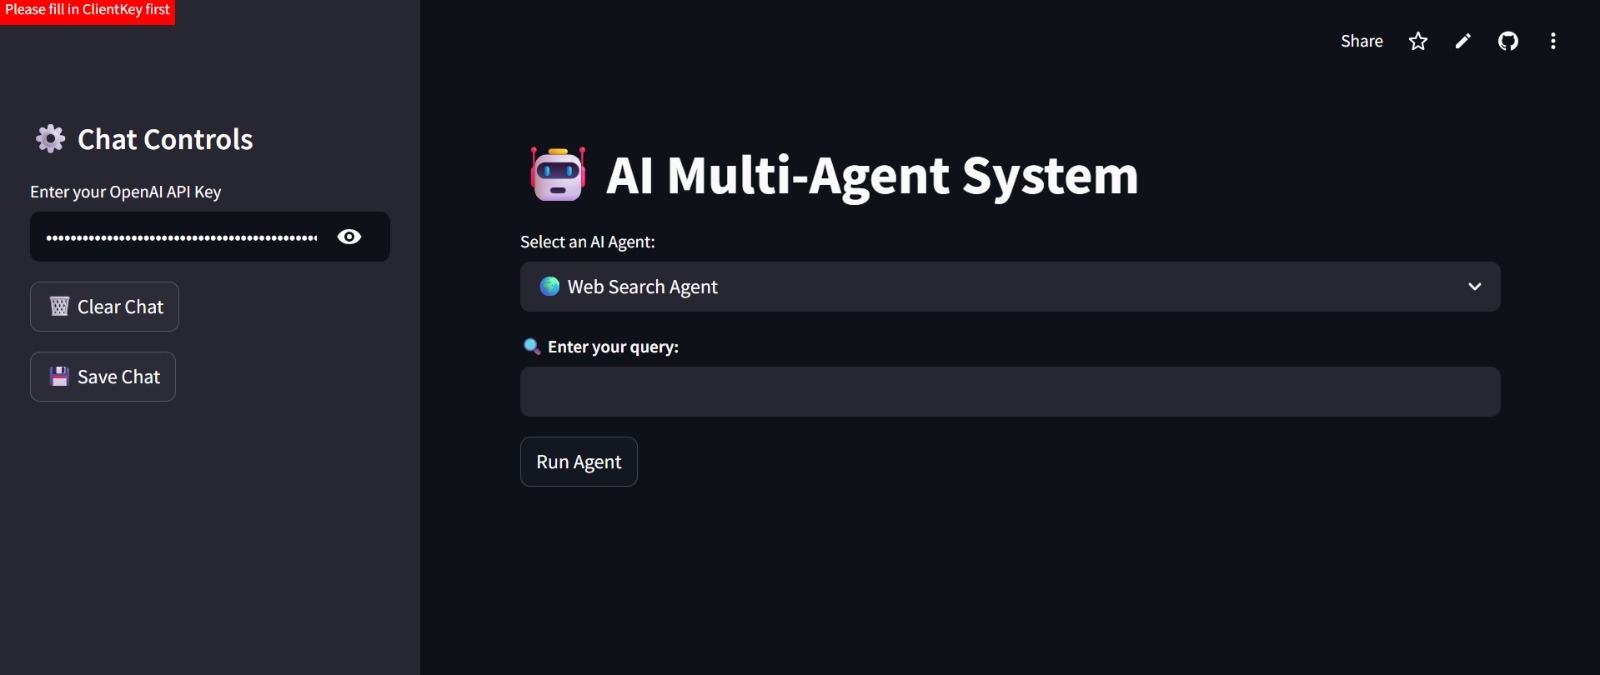 Please fill in ClientKey first
Share
Chat Controls
Enter your OpenAI API Key
Clear Chat
Save Chat
AI Multi-Agent System
Select an AI Agent:
Web Search Agent
Enter your query:
Run Agent